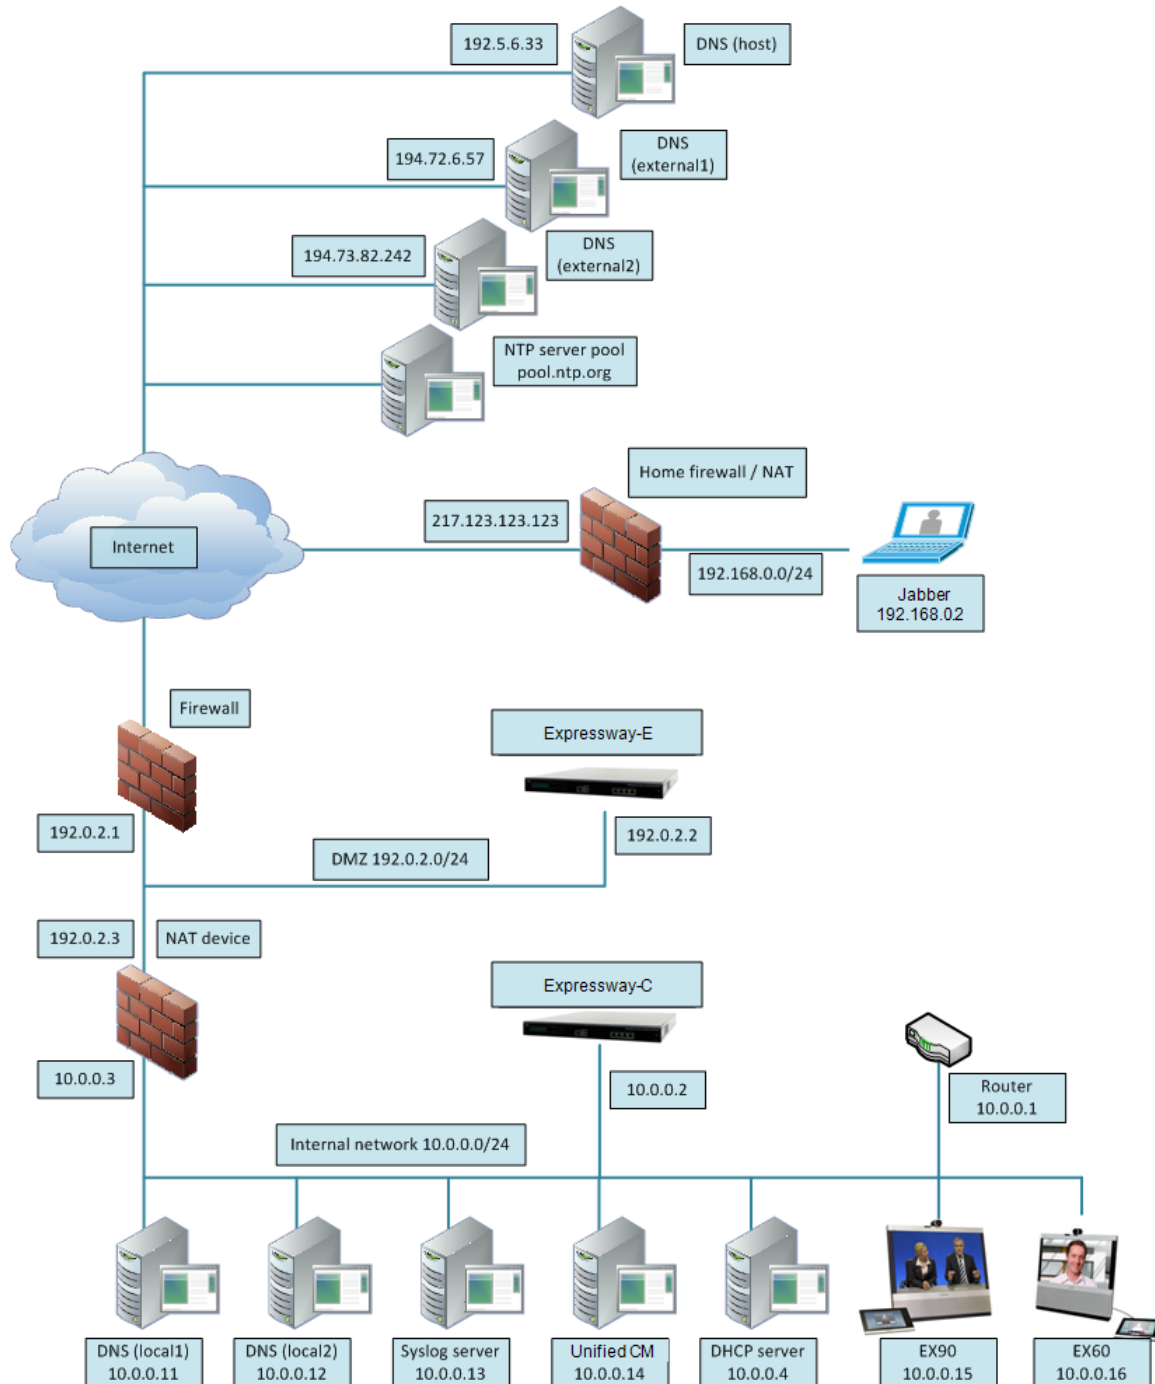 192.5.6.33
DNS (host)
194.72.6.57
DNS
(external1)
194.73.82.242
DNS
(external2)
NTP server pool
pool.ntp.org
Home firewall / NAT
217.123.123.123
Internet
192.168.0.0/24
Jabber
192.168.0.2
Firewall
Expressway-E
192.0.2.1
192.0.2.2
DMZ 192.0.2.0/24
192.0.2.3
NAT device
Expressway-C
10.0.0.3
10.0.0.2
Router
10.0.0.1
Internal network 10.0.0.0/24
DNS (local1)
10.0.0.11
DNS (local2)
10.0.0.12
Syslog server
10.0.0.13
Unified CM
10.0.0.14
DHCP server
10.0.0.4
EX90
10.0.0.15
EX60
10.0.0.16